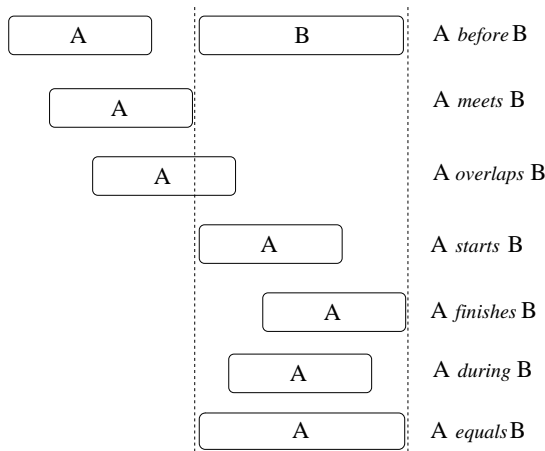 A B A before B
A A meets B
A A overlaps B
A A starts B
A A finishes B
A A during B
A A equals B